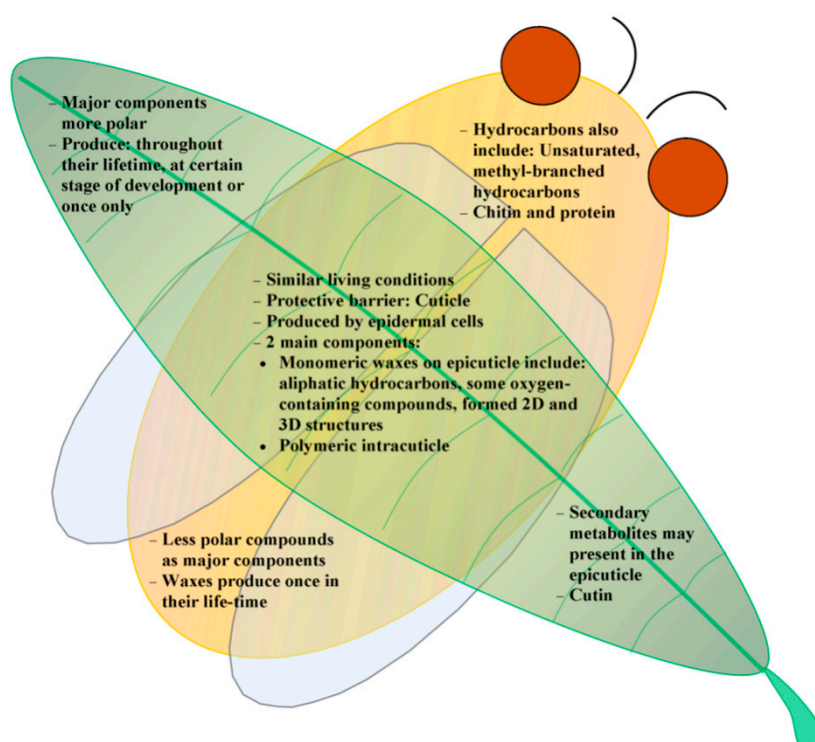 – Major components
more polar
– Produce: throughout
their lifetime, at certain
stage of development or
once only
– Hydrocarbons also
include: Unsaturated,
methyl-branched
hydrocarbons
– Chitin and protein
– Similar living conditions
– Protective barrier: Cuticle
– Produced by epidermal cells
– 2 main components:
• Monomeric waxes on epicuticle include:
aliphatic hydrocarbons, some oxygen-
containing compounds, formed 2D and
3D structures
• Polymeric intracuticle
– Less polar compounds
as major components
– Waxes produce once in
their life-time
– Secondary
metabolites may
present in the
epicuticle
– Cutin